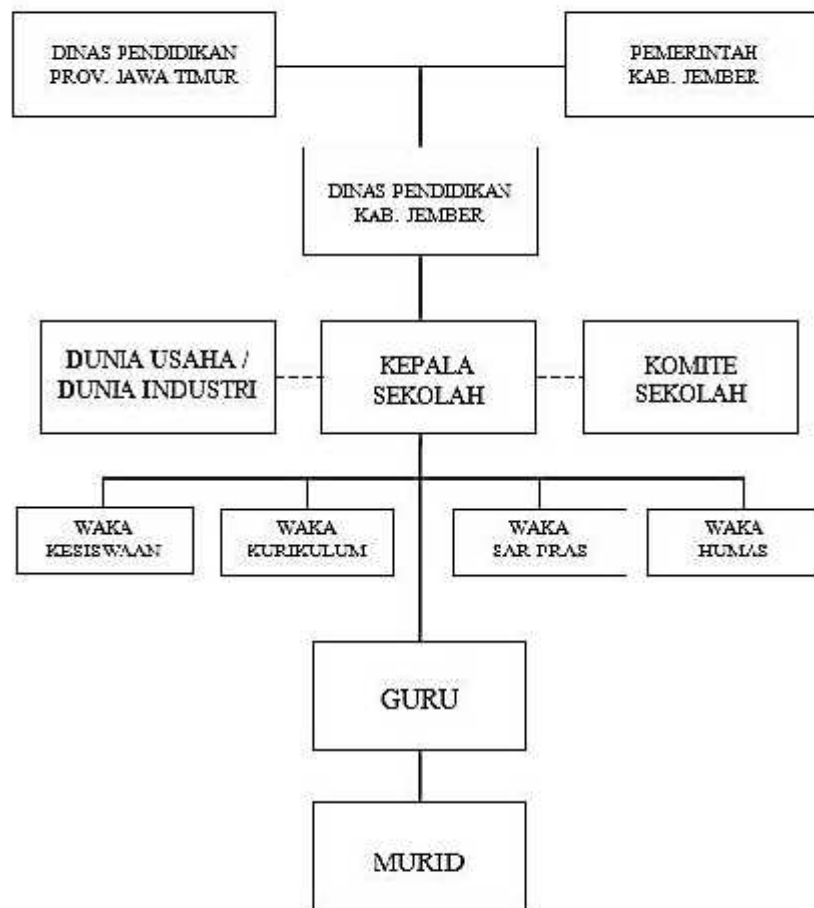 DINAS PENDIDIKAN
PROV. JAWA TIMUR
PEMERINTAH
KAB. JEMBER
DINAS PENDIDIKAN
KAB. JEMBER
DUNIA USAHA /
DUNIA INDUSTRI
KEPALA
SEKOLAH
KOMITE
SEKOLAH
WAKA
KESISWAAN
WAKA
KURIKULUM
WAKA
SAR PRAS
WAKA
HUMAS
GURU
MURID